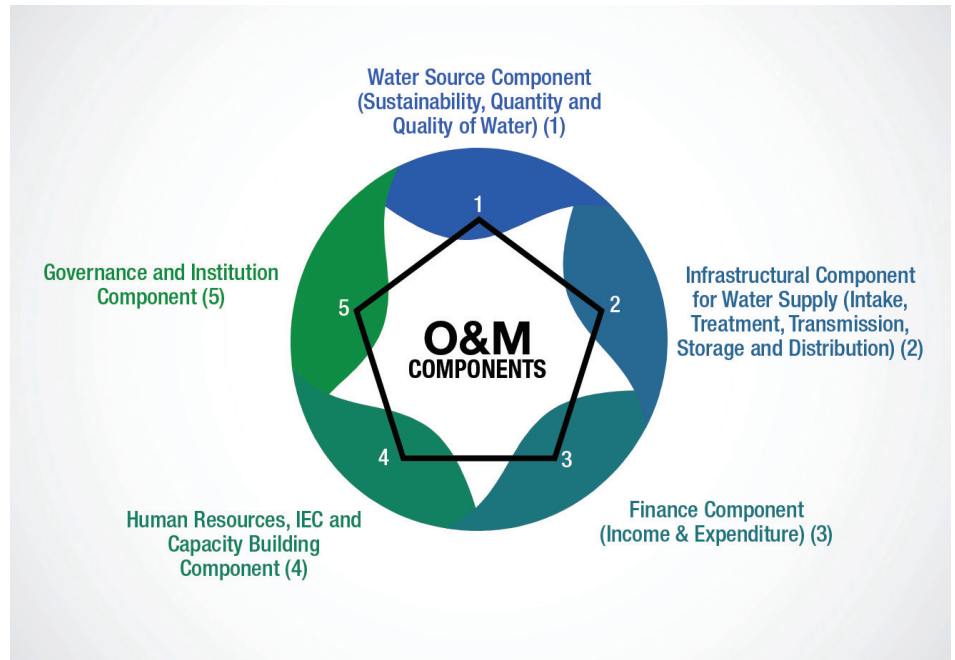 Water Source Component
(Sustainability, Quantity and
Quality of Water) (1)
1
Governance and Institution
Component (5)
Infrastructural Component
for Water Supply (Intake,
Treatment, Transmission,
Storage and Distribution) (2)
5
2
O&M
COMPONENTS
4
3
Human Resources, IEC and
Capacity Building
Component (4)
Finance Component
(Income & Expenditure) (3)